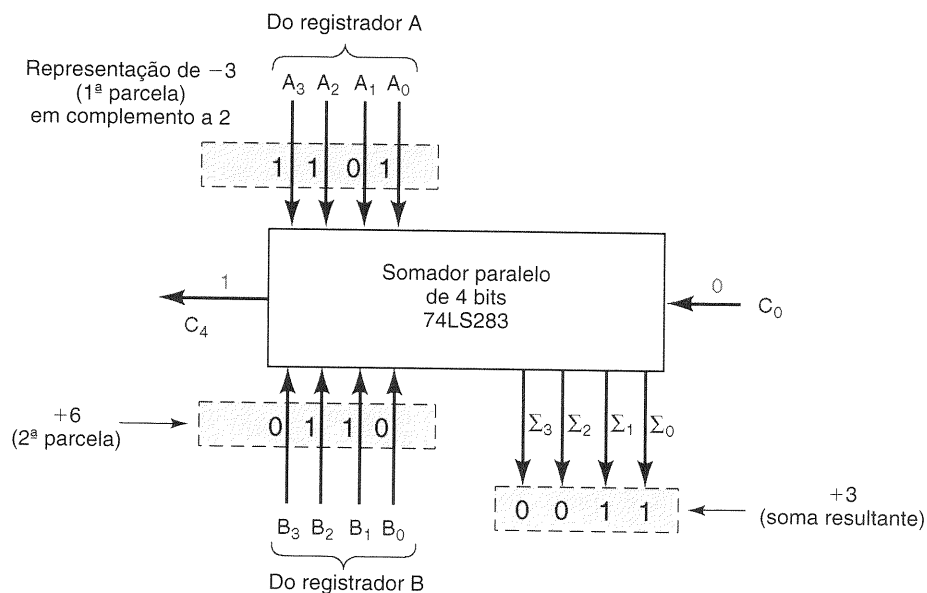 Do registrador A
Representação de −3
(1ª parcela)
em complemento a 2
A3 A2 A1 A0
1 1 0 1
Somador paralelo
de 4 bits
74LS283
1
C4
0
C0
+6
(2ª parcela)
0 1 1 0
Σ3 Σ2 Σ1 Σ0
0 0 1 1
+3
(soma resultante)
B3 B2 B1 B0
Do registrador B